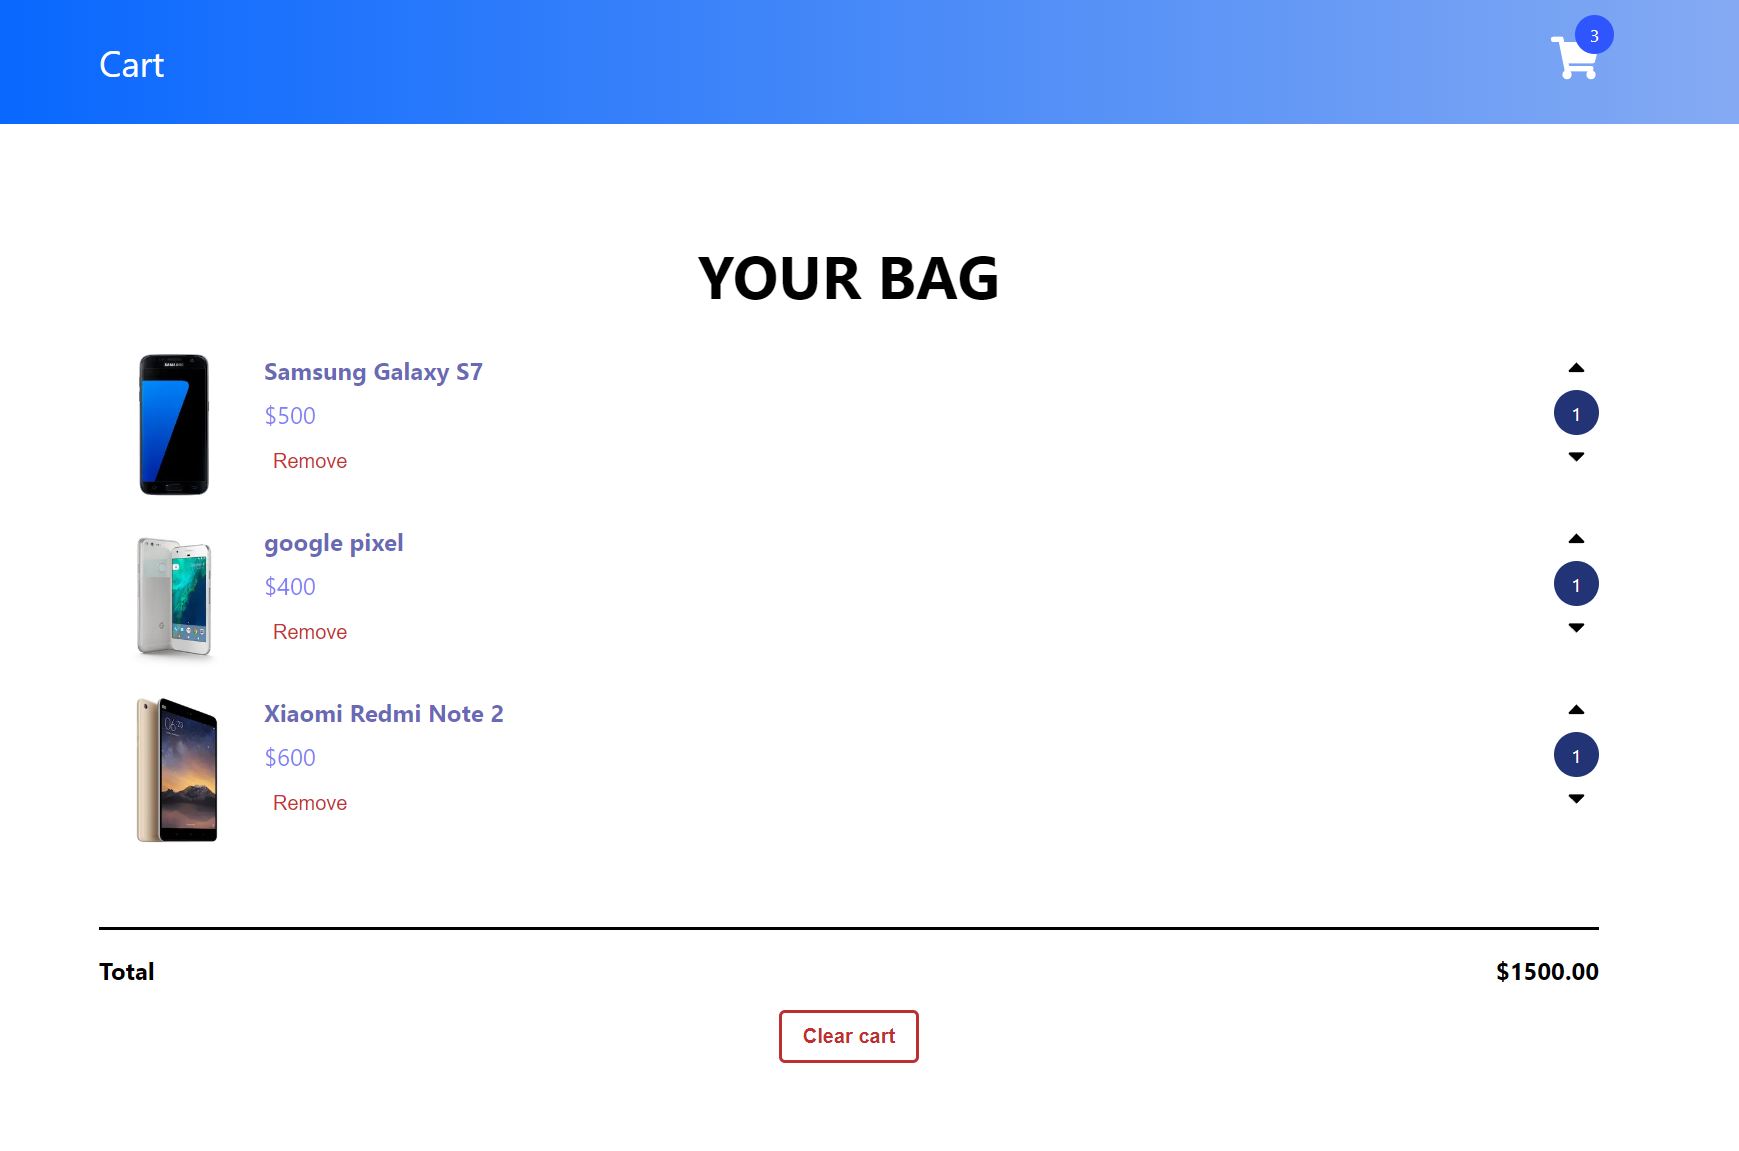 Cart
3
YOUR BAG
SAMSUNG
Samsung Galaxy S7
$500
Remove
1
google pixel
$400
Remove
1
Xiaomi Redmi Note 2
$600
Remove
1
Total
$1500.00
Clear cart